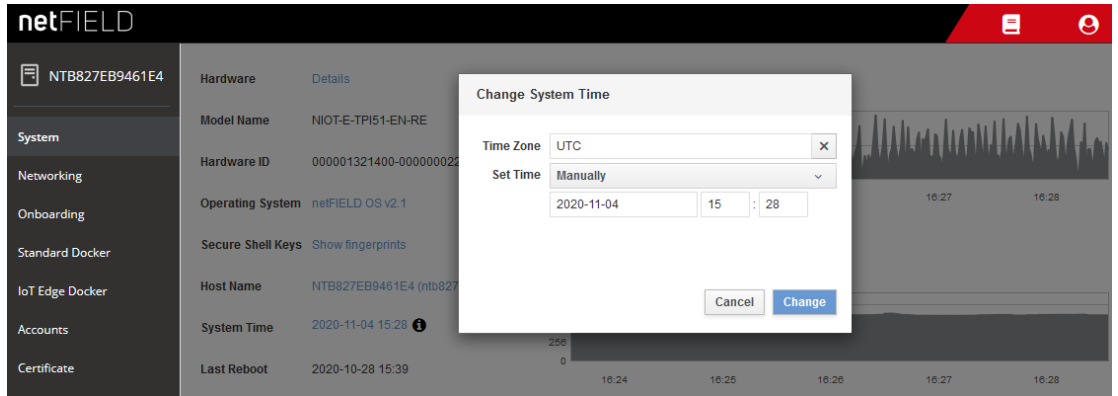 netFIELD
NTB827EB9461E4
System
Networking
Onboarding
Standard Docker
IoT Edge Docker
Accounts
Certificate
Hardware Details
Model Name NIOT-E-TPI51-EN-RE
Hardware ID 000001321400-000000022
Operating System netFIELD OS v2.1
Secure Shell Keys Show fingerprints
Host Name NTB827EB9461E4 (ntb827
System Time 2020-11-04 15:28
Last Reboot 2020-10-28 15:39
Change System Time
Time Zone UTC
Set Time Manually
2020-11-04 15 : 28
Cancel Change
16:27 16:28
256
0
16:24 16:25 16:26 16:27 16:28